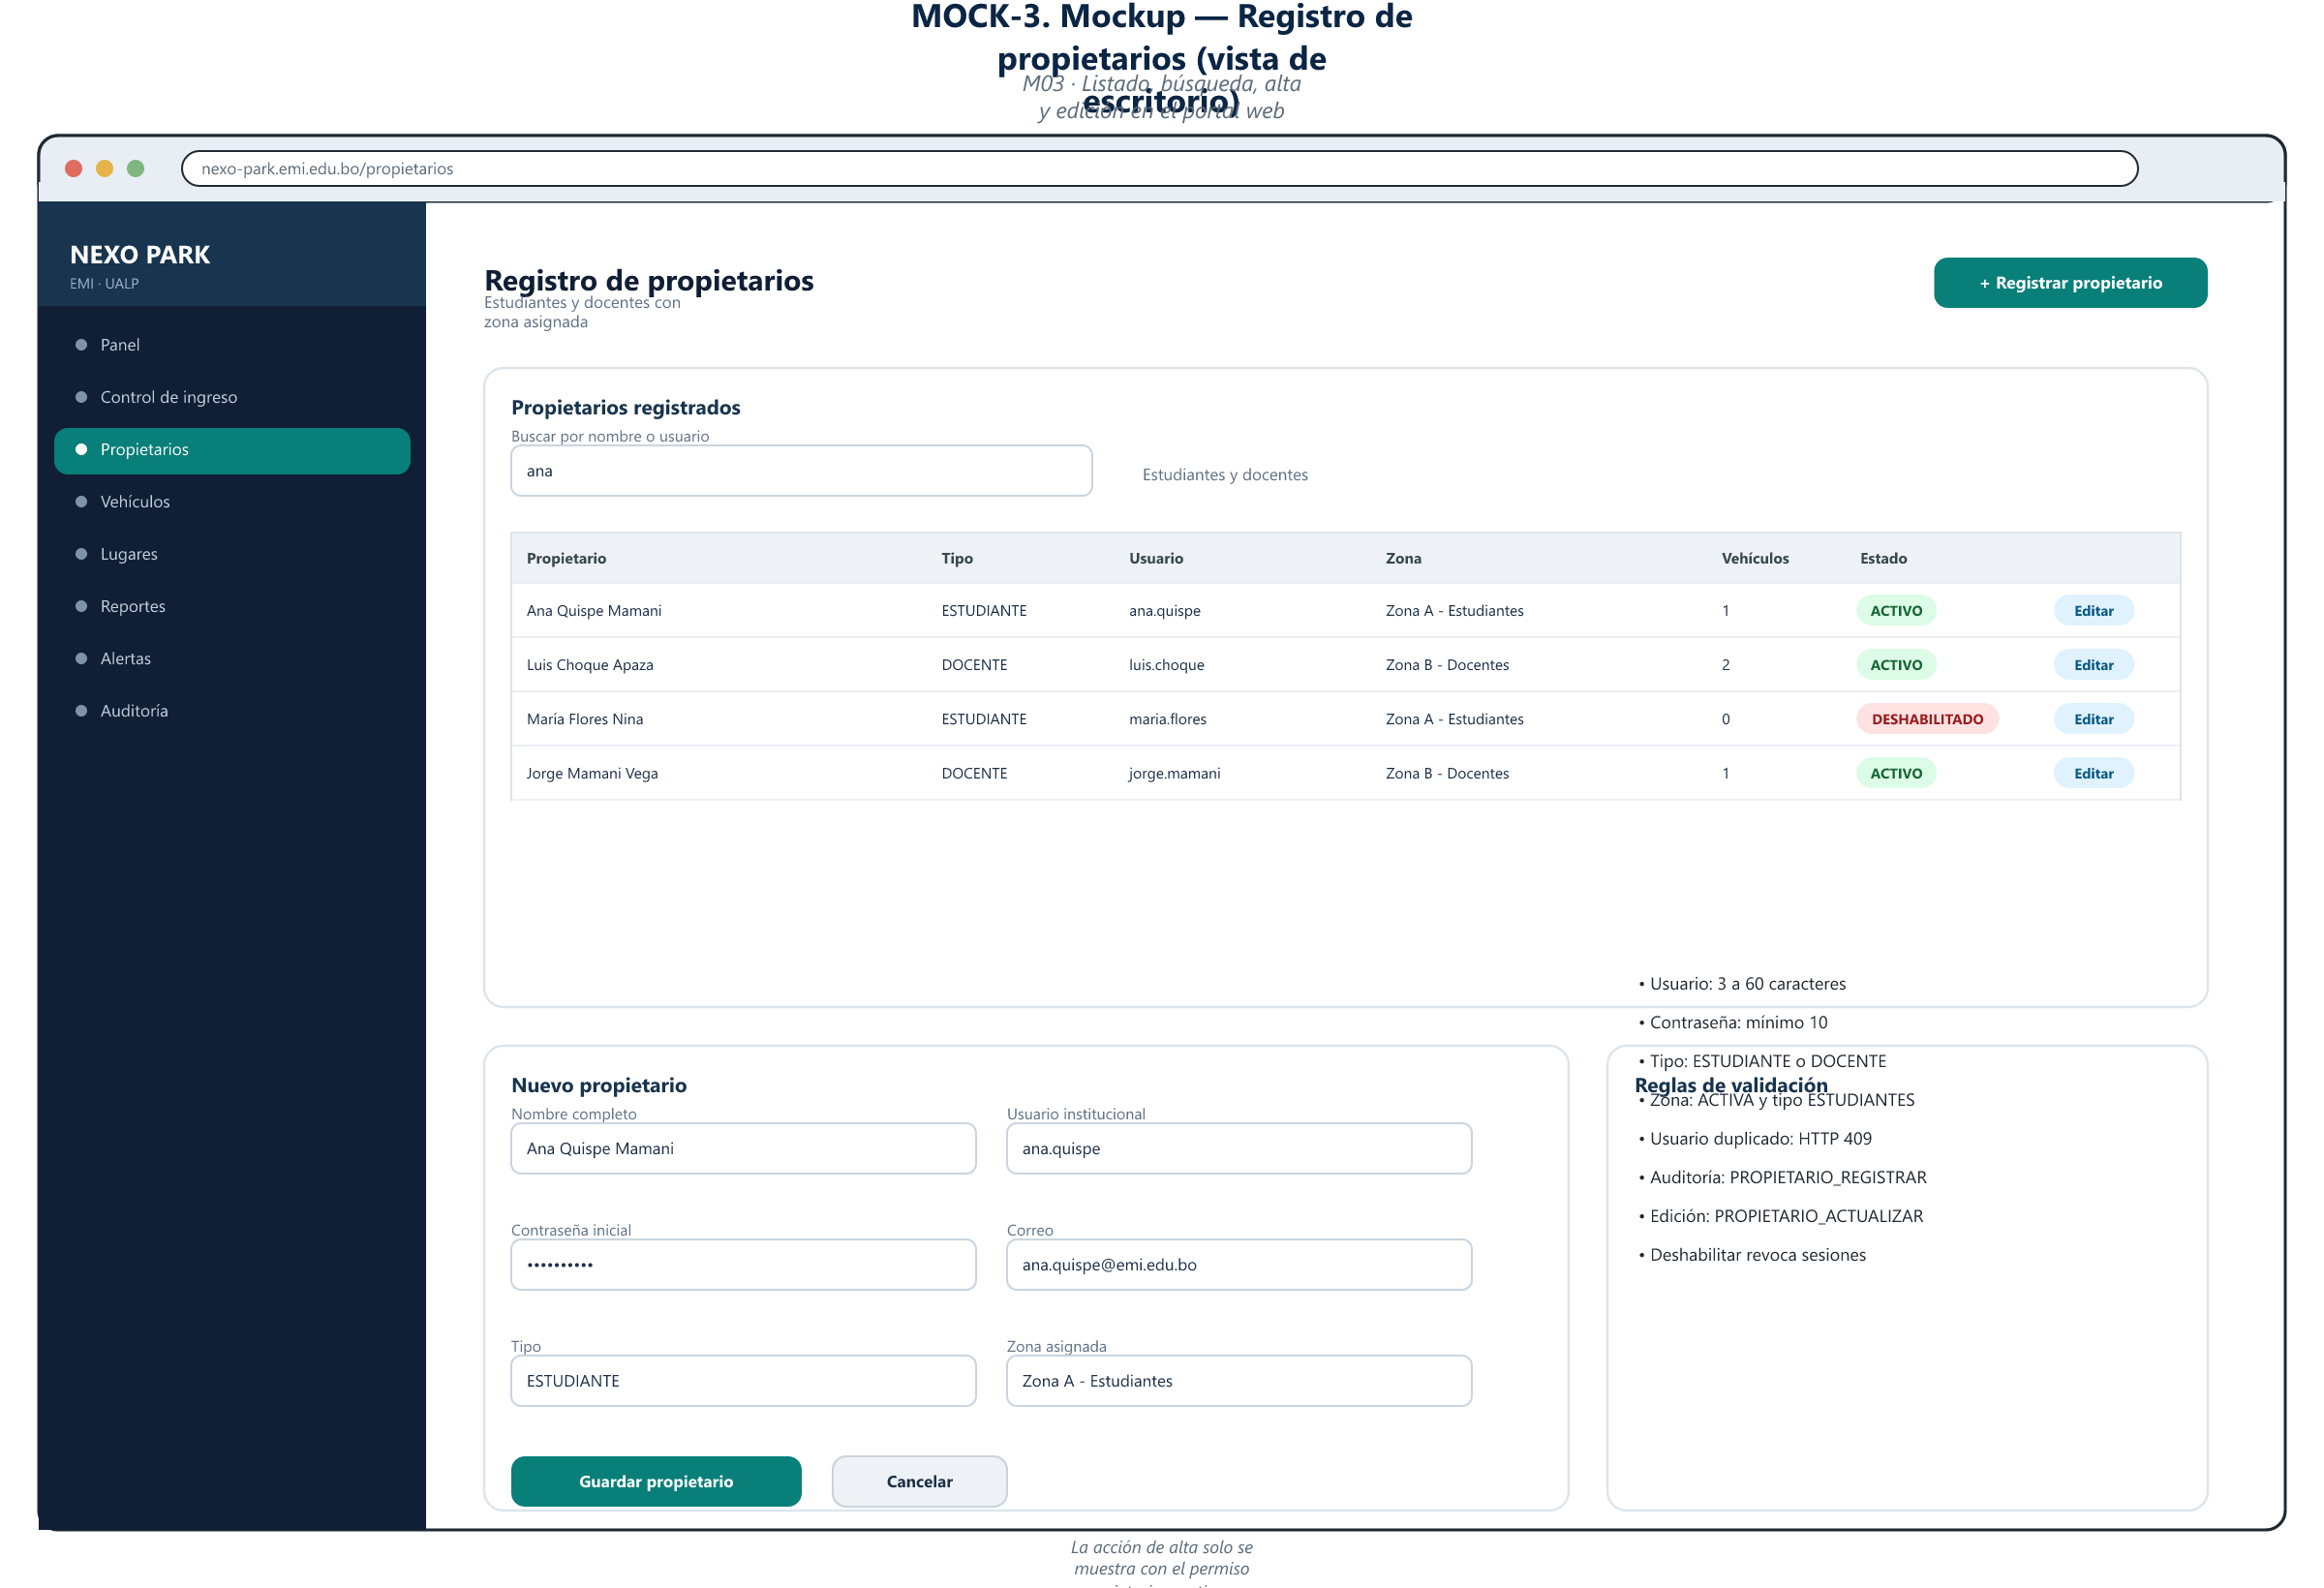 MOCK-3. Mockup — Registro de
propietarios (vista de
escritorio)
M03 · Listado, búsqueda, alta
y edición en el portal web
nexo-park.emi.edu.bo/propietarios
NEXO PARK
EMI · UALP
Panel
Control de ingreso
Propietarios
Vehículos
Lugares
Reportes
Alertas
Auditoría
Registro de propietarios
Estudiantes y docentes con
zona asignada
+ Registrar propietario
Propietarios registrados
Buscar por nombre o usuario
ana
Estudiantes y docentes
Propietario Tipo Usuario Zona Vehículos Estado
Ana Quispe Mamani ESTUDIANTE ana.quispe Zona A - Estudiantes 1 ACTIVO Editar
Luis Choque Apaza DOCENTE luis.choque Zona B - Docentes 2 ACTIVO Editar
María Flores Nina ESTUDIANTE maria.flores Zona A - Estudiantes 0 DESHABILITADO Editar
Jorge Mamani Vega DOCENTE jorge.mamani Zona B - Docentes 1 ACTIVO Editar
Nuevo propietario
Nombre completo
Ana Quispe Mamani
Usuario institucional
ana.quispe
Contraseña inicial
••••••••••
Correo
ana.quispe@emi.edu.bo
Tipo
ESTUDIANTE
Zona asignada
Zona A - Estudiantes
Guardar propietario
Cancelar
• Usuario: 3 a 60 caracteres
• Contraseña: mínimo 10
• Tipo: ESTUDIANTE o DOCENTE
Reglas de validación
• Zona: ACTIVA y tipo ESTUDIANTES
• Usuario duplicado: HTTP 409
• Auditoría: PROPIETARIO_REGISTRAR
• Edición: PROPIETARIO_ACTUALIZAR
• Deshabilitar revoca sesiones
La acción de alta solo se
muestra con el permiso